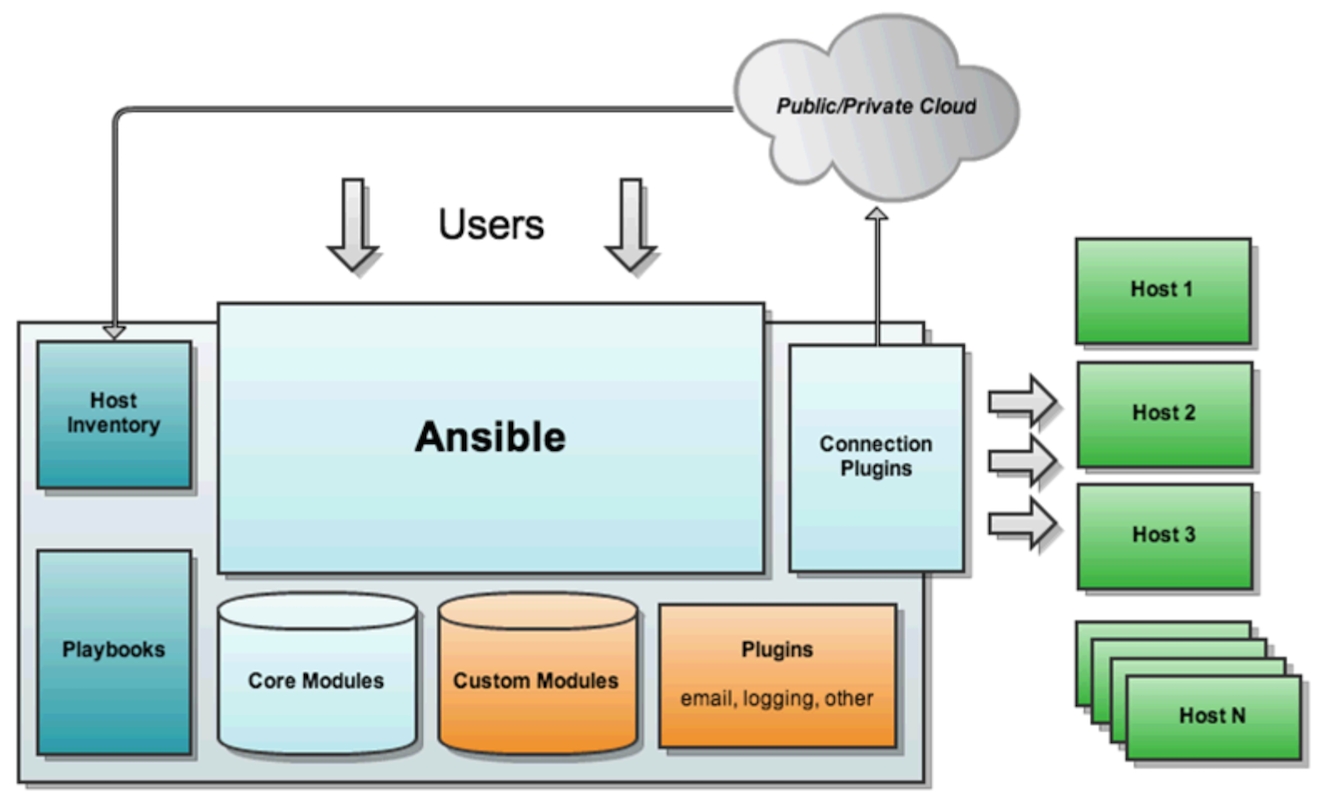 Public/Private Cloud
Users
Host 1
Host
Inventory
Ansible
Connection
Plugins
Host 2
Host 3
Playbooks
Core Modules
Custom Modules
Plugins
email, logging, other
Host N